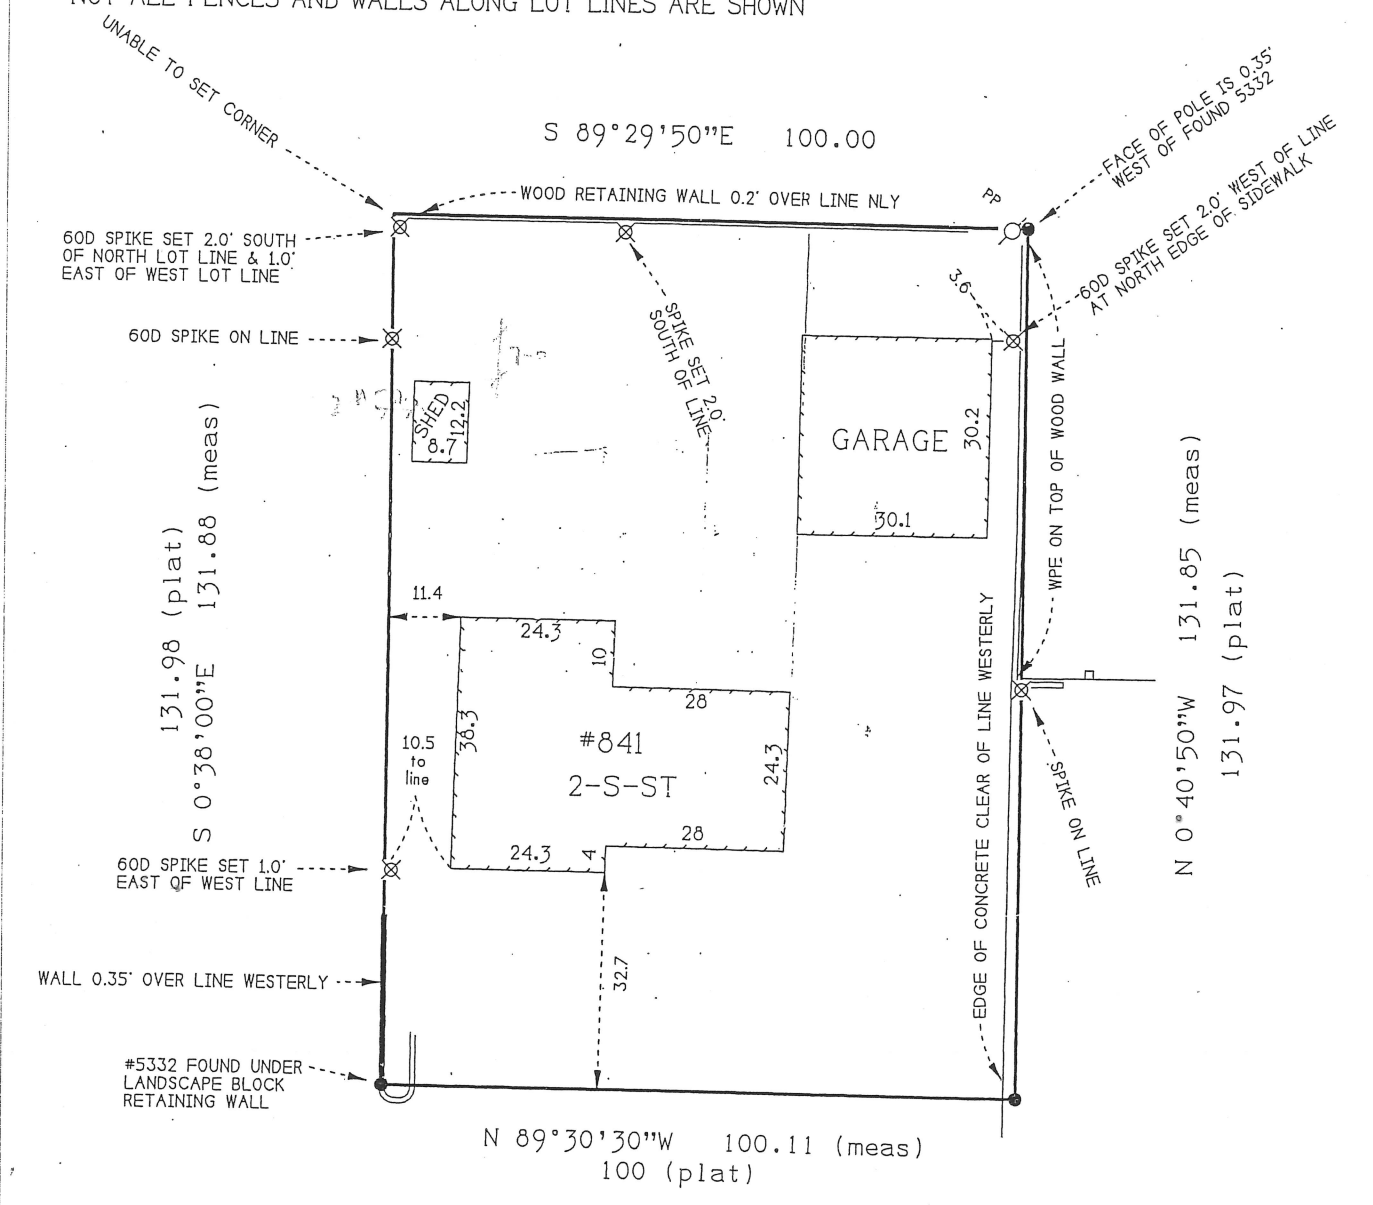 NOT ALL FENCES AND WALLS ALONG LOT LINES ARE SHOWN
UNABLE TO SET CORNER
S 89°29'50"E 100.00
FACE OF POLE IS 0.35'
WEST OF FOUND 5332
WOOD RETAINING WALL 0.2' OVER LINE NLY
PP
60D SPIKE SET 2.0' WEST OF LINE
AT NORTH EDGE OF SIDEWALK
60D SPIKE SET 2.0' SOUTH
OF NORTH LOT LINE & 1.0'
EAST OF WEST LOT LINE
3.6
60D SPIKE ON LINE
SPIKE SET 2.0'
SOUTH OF LINE
SHED
12.2
8.7
GARAGE
30.2
30.1
WPE ON TOP OF WOOD WALL
131.98 (plat)
S 0°38'00"E 131.88 (meas)
N 0°40'50"W 131.85 (meas)
131.97 (plat)
11.4
24.3
10
28
38.3
#841
2-S-ST
24.3
10.5
to
line
28
24.3
4
EDGE OF CONCRETE CLEAR OF LINE WESTERLY
SPIKE ON LINE
60D SPIKE SET 1.0'
EAST OF WEST LINE
32.7
WALL 0.35' OVER LINE WESTERLY
#5332 FOUND UNDER
LANDSCAPE BLOCK
RETAINING WALL
N 89°30'30"W 100.11 (meas)
100 (plat)